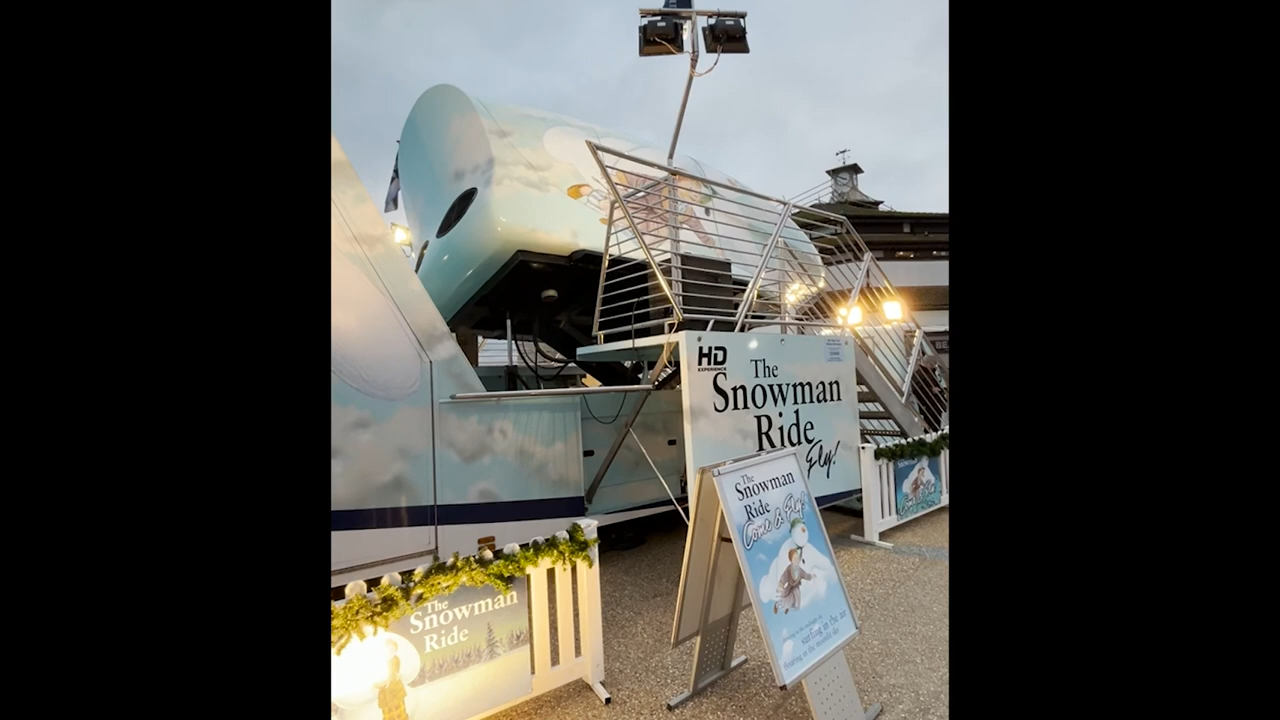 HD
EXPERIENCE
The
Snowman
Ride
Fly!
The
Snowman
Ride
Come & Fly!
surfing in the air
floating in the moonlit sky
The
Snowman
Ride
BE